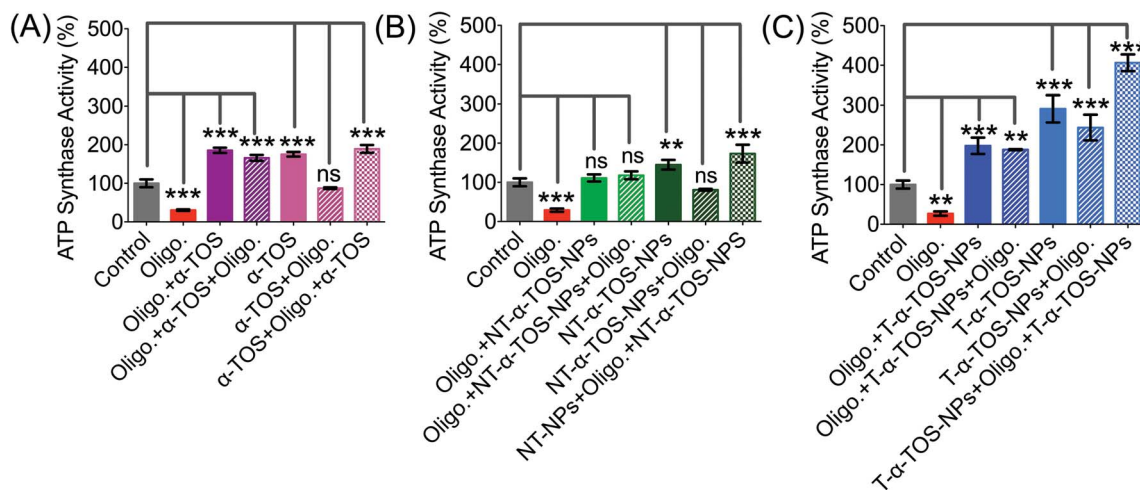 (A)
ATP Synthase Activity (%)
500
400
300
200
100
0
***
***
***
***
ns
***
Control
Oligo.
Oligo.+α-TOS
Oligo.+α-TOS+Oligo.
α-TOS
α-TOS+Oligo.
α-TOS+Oligo.+α-TOS
(B)
ATP Synthase Activity (%)
500
400
300
200
100
0
***
ns
ns
**
ns
***
Control
Oligo.
Oligo.+NT-α-TOS-NPs
Oligo.+NT-α-TOS-NPs+Oligo.
NT-α-TOS-NPs
NT-α-TOS-NPs+Oligo.
NT-NPs+Oligo.+NT-α-TOS-NPS
(C)
ATP Synthase Activity (%)
500
400
300
200
100
0
**
***
**
***
***
***
Control
Oligo.
Oligo.+T-α-TOS-NPs
Oligo.+T-α-TOS-NPs+Oligo.
T-α-TOS-NPs
T-α-TOS-NPs+Oligo.
T-α-TOS-NPs+Oligo.+T-α-TOS-NPs